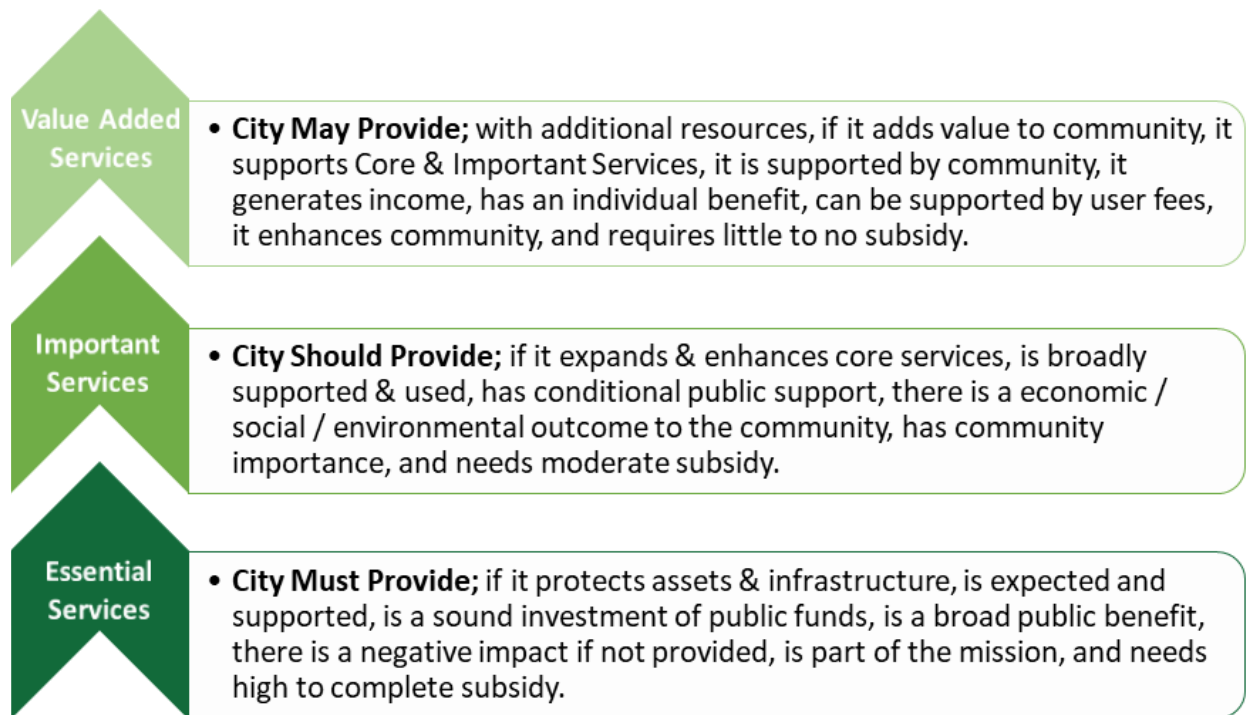 Value Added
Services
• City May Provide; with additional resources, if it adds value to community, it
supports Core & Important Services, it is supported by community, it
generates income, has an individual benefit, can be supported by user fees,
it enhances community, and requires little to no subsidy.
Important
Services
• City Should Provide; if it expands & enhances core services, is broadly
supported & used, has conditional public support, there is a economic /
social / environmental outcome to the community, has community
importance, and needs moderate subsidy.
Essential
Services
• City Must Provide; if it protects assets & infrastructure, is expected and
supported, is a sound investment of public funds, is a broad public benefit,
there is a negative impact if not provided, is part of the mission, and needs
high to complete subsidy.